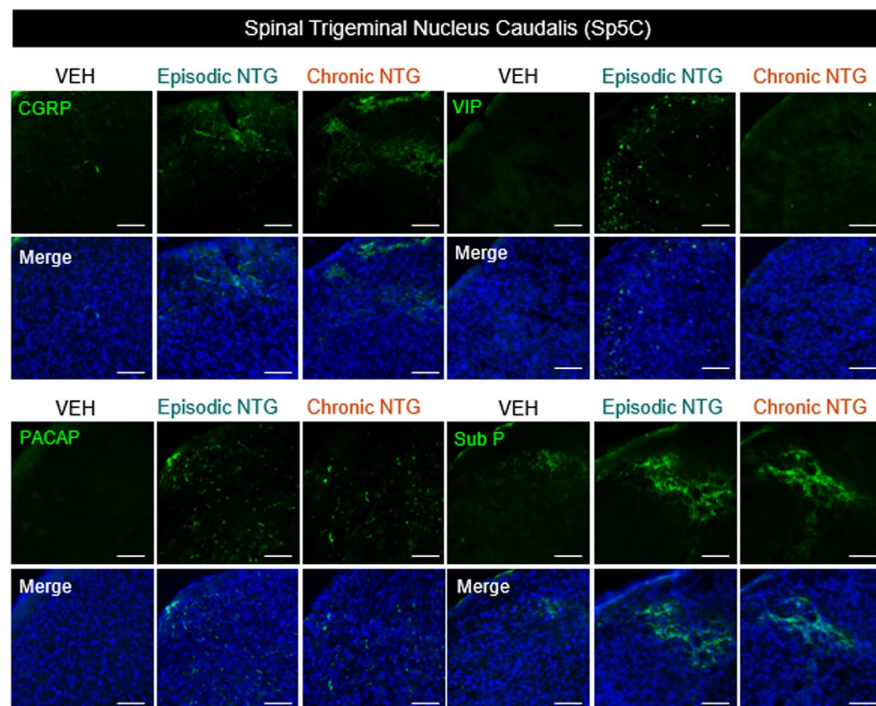 Spinal Trigeminal Nucleus Caudalis (Sp5C)
VEH Episodic NTG Chronic NTG VEH Episodic NTG Chronic NTG
CGRP VIP
Merge Merge
VEH Episodic NTG Chronic NTG VEH Episodic NTG Chronic NTG
PACAP Sub P
Merge Merge